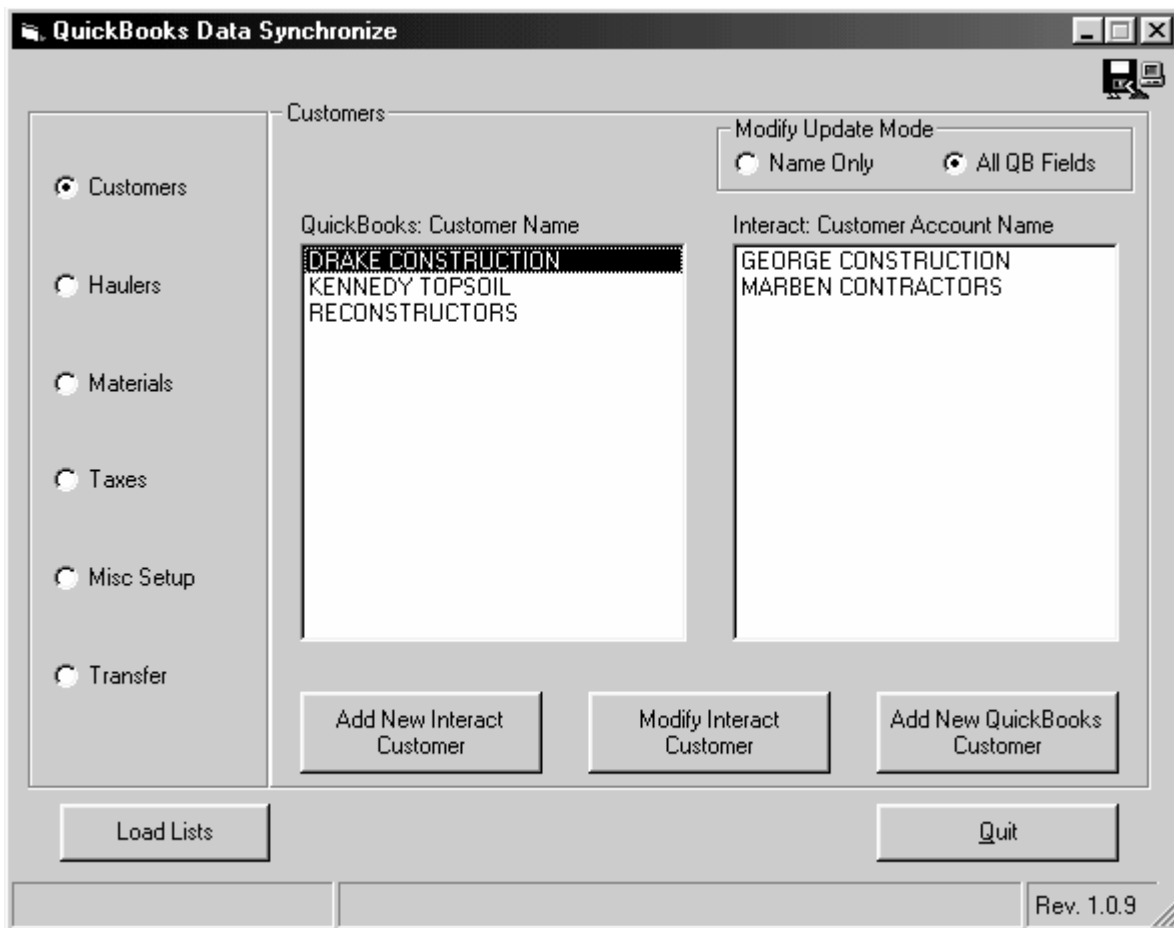 QuickBooks Data Synchronize
Customers
Modify Update Mode
Name Only
All QB Fields
Customers
Haulers
Materials
Taxes
Misc Setup
Transfer
QuickBooks: Customer Name
DRAKE CONSTRUCTION
KENNEDY TOPSOIL
RECONSTRUCTORS
Interact: Customer Account Name
GEORGE CONSTRUCTION
MARBEN CONTRACTORS
Add New Interact
Customer
Modify Interact
Customer
Add New QuickBooks
Customer
Load Lists
Quit
Rev. 1.0.9